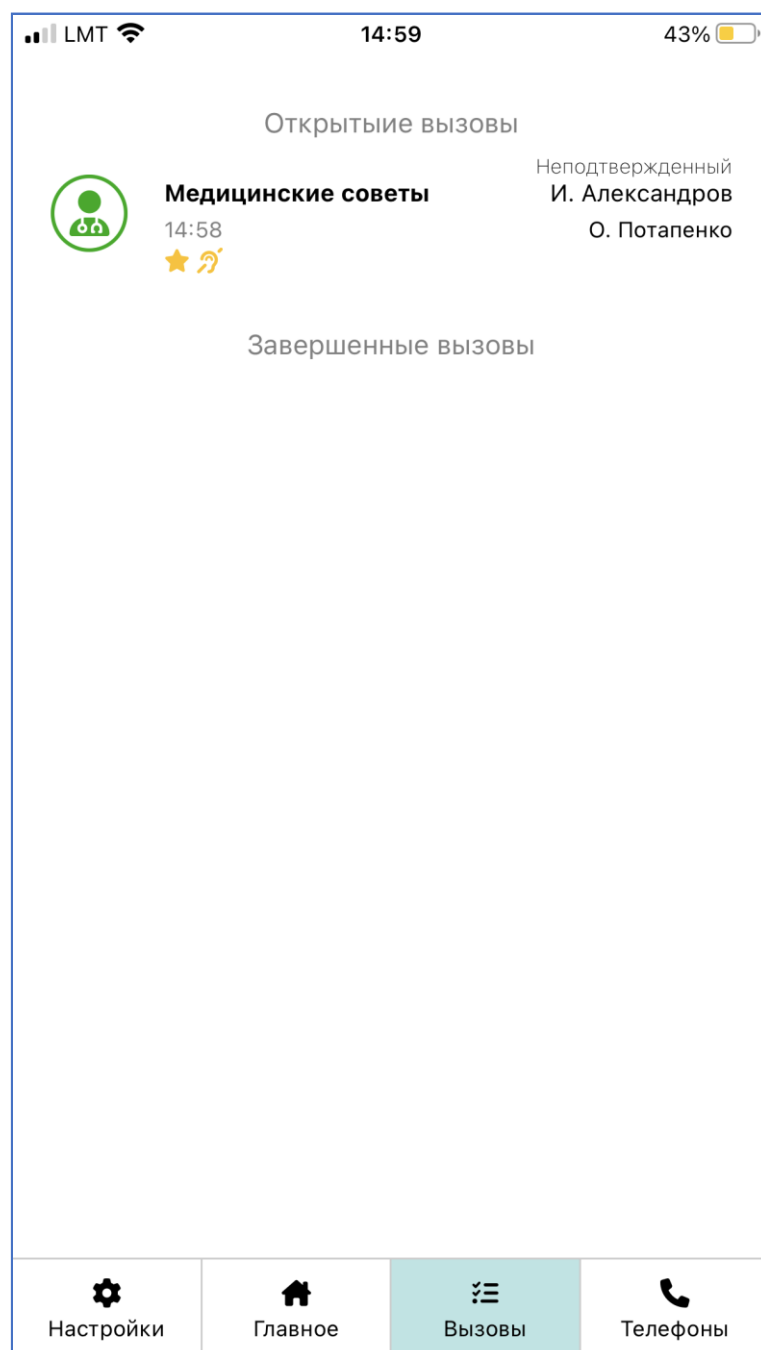 LMT 14:59 43%
Открытыие вызовы
Неподтвержденный
Медицинские советы И. Александров
14:58 О. Потапенко
Завершенные вызовы
Настройки Главное Вызовы Телефоны